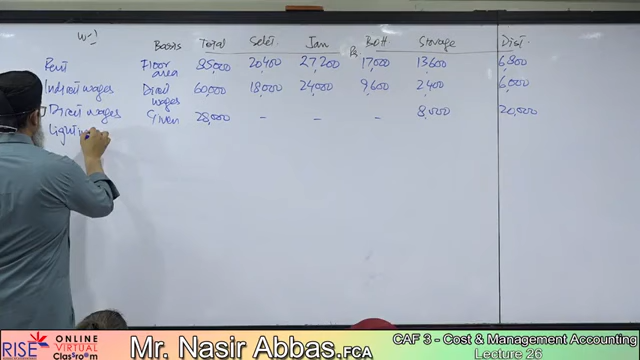 W-1
Basis Total Selet. Jan Bott Storage Dist.
Rent Floor area 85,000 20,400 27,200 17,000 13,600 6,800
Indirect wages Direct wages 60,000 18,000 24,000 9,600 2,400 6,000
Direct wages Given 28,000 - - - 8,000 20,000
Light
RISE ONLINE VIRTUAL Classroom
Mr. Nasir Abbas.FCA
CAF 3 - Cost & Management Accounting
Lecture 26